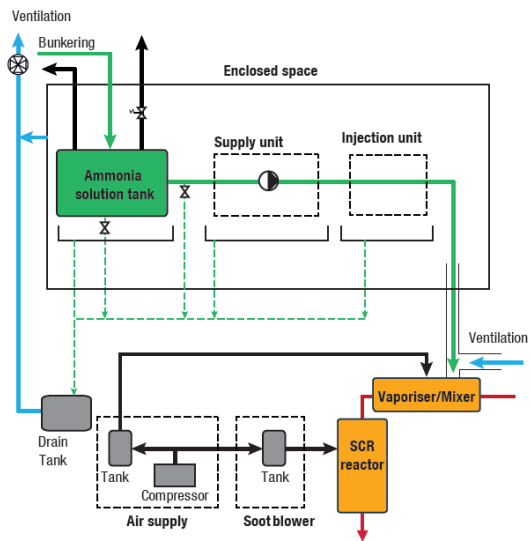 Ventilation
Bunkering
Enclosed space
Supply unit
Injection unit
Ammonia
solution tank
Ventilation
Vaporiser/Mixer
Drain
Tank
Tank
Compressor
Tank
SCR
reactor
Air supply
Soot blower